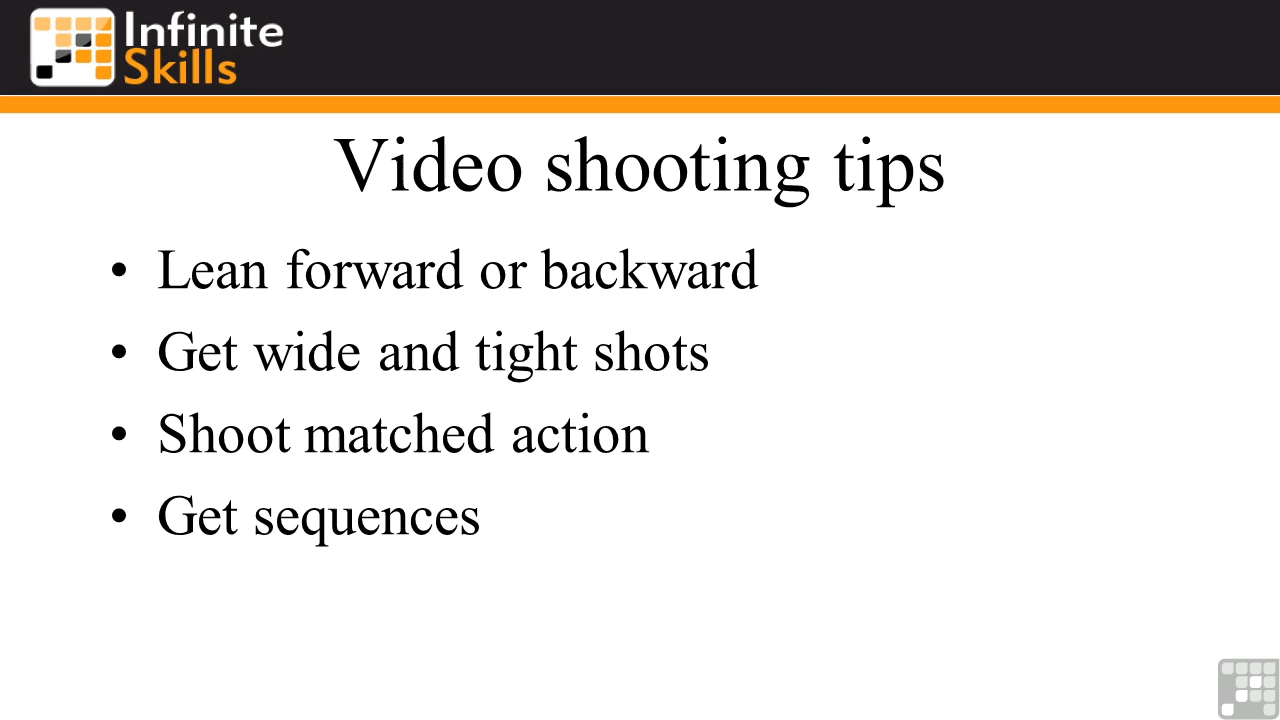 Infinite
Skills
Video shooting tips
• Lean forward or backward
• Get wide and tight shots
• Shoot matched action
• Get sequences